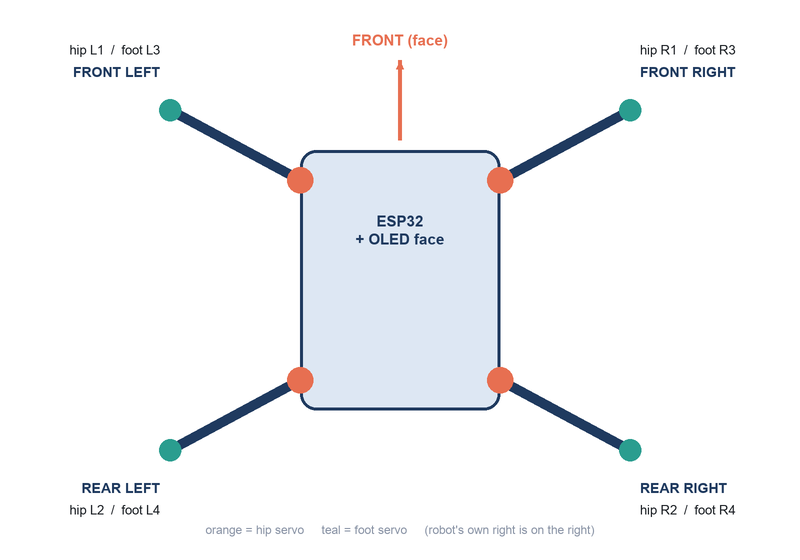 FRONT (face)
hip L1 / foot L3
FRONT LEFT
hip R1 / foot R3
FRONT RIGHT
ESP32
+ OLED face
REAR LEFT
hip L2 / foot L4
REAR RIGHT
hip R2 / foot R4
orange = hip servo teal = foot servo (robot's own right is on the right)